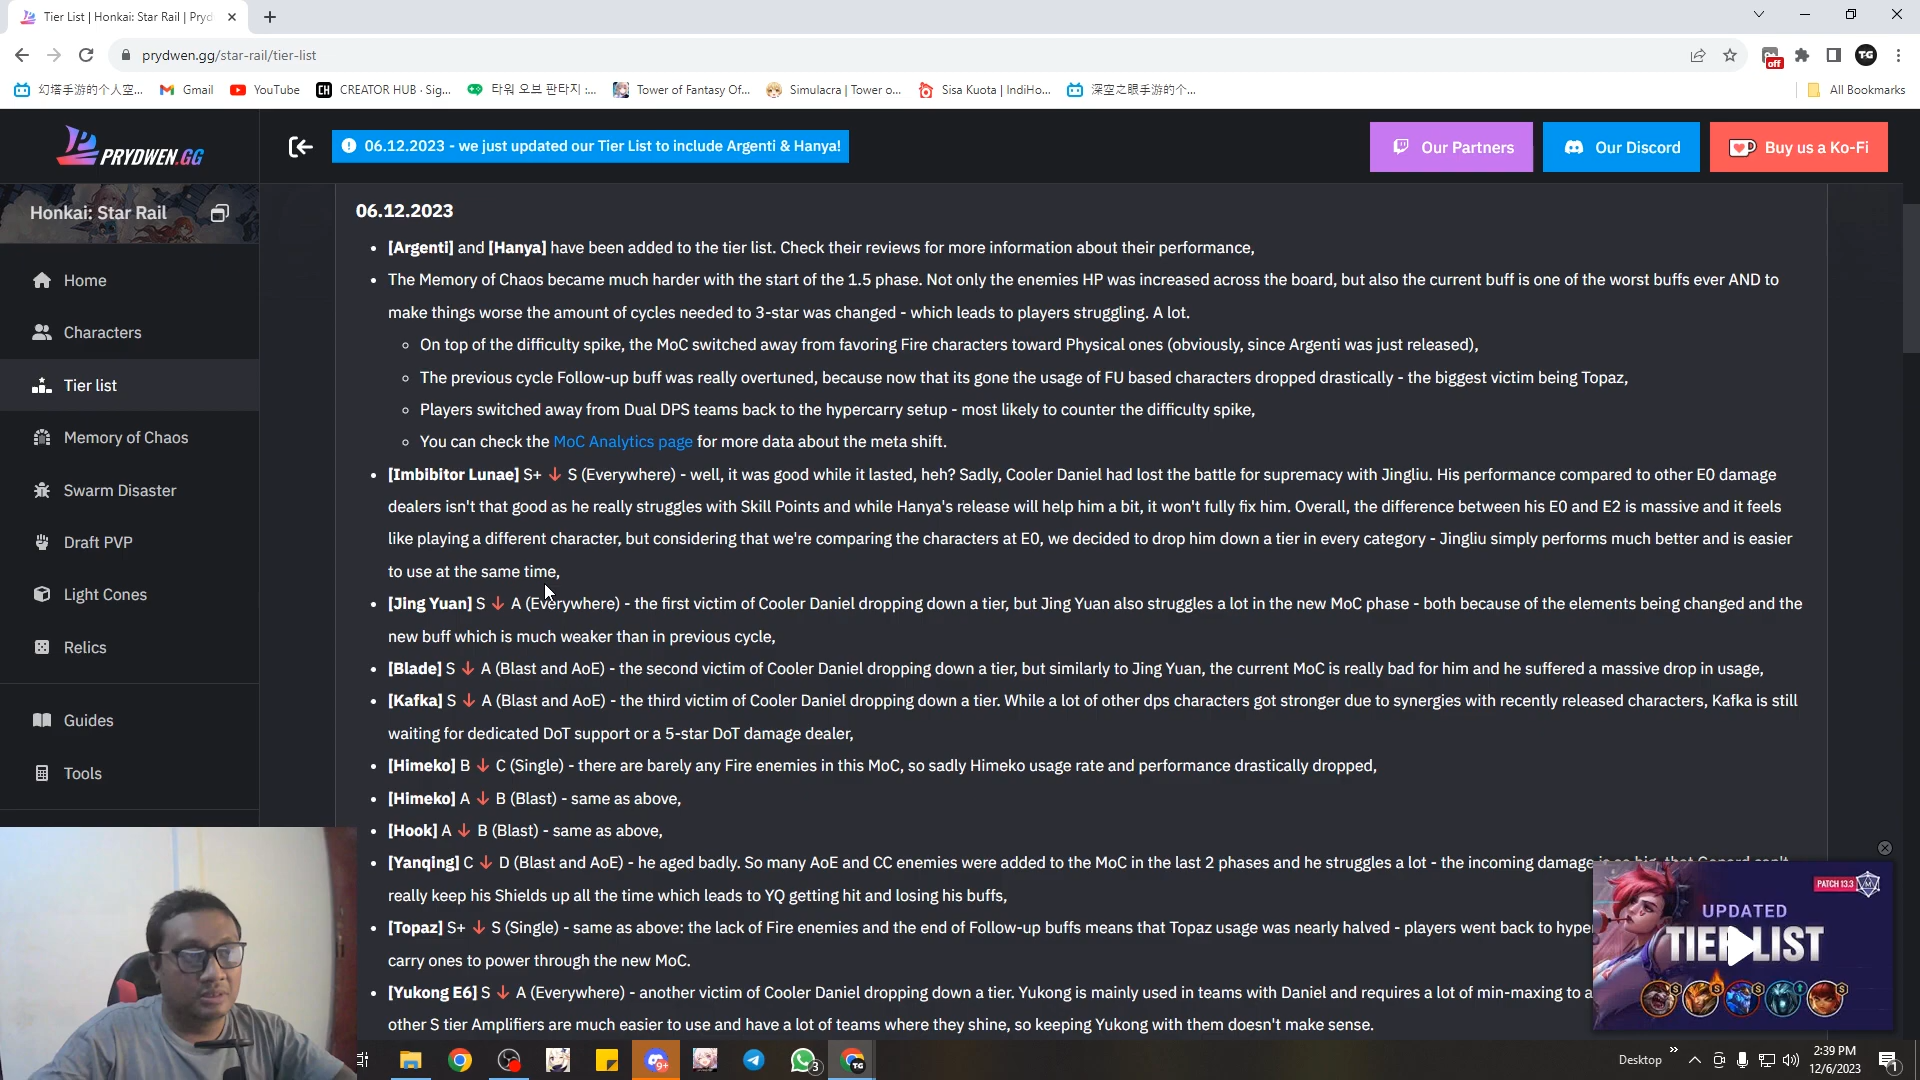 Tier List | Honkai: Star Rail | Pryd
prydwen.gg/star-rail/tier-list
off
TG
幻塔手游的个人空...
Gmail
YouTube
CREATOR HUB · Sig...
타워 오브 판타지 :...
Tower of Fantasy Of...
Simulacra | Tower o...
Sisa Kuota | IndiHo...
深空之眼手游的个...
All Bookmarks
PRYDWEN.GG
06.12.2023 - we just updated our Tier List to include Argenti & Hanya!
Our Partners
Our Discord
Buy us a Ko-Fi
Honkai: Star Rail
Home
Characters
Tier list
Memory of Chaos
Swarm Disaster
Draft PVP
Light Cones
Relics
Guides
Tools
06.12.2023
[Argenti] and [Hanya] have been added to the tier list. Check their reviews for more information about their performance,
The Memory of Chaos became much harder with the start of the 1.5 phase. Not only the enemies HP was increased across the board, but also the current buff is one of the worst buffs ever AND to
make things worse the amount of cycles needed to 3-star was changed - which leads to players struggling. A lot.
On top of the difficulty spike, the MoC switched away from favoring Fire characters toward Physical ones (obviously, since Argenti was just released),
The previous cycle Follow-up buff was really overtuned, because now that its gone the usage of FU based characters dropped drastically - the biggest victim being Topaz,
Players switched away from Dual DPS teams back to the hypercarry setup - most likely to counter the difficulty spike,
You can check the MoC Analytics page for more data about the meta shift.
[Imbibitor Lunae] S+ ↓ S (Everywhere) - well, it was good while it lasted, heh? Sadly, Cooler Daniel had lost the battle for supremacy with Jingliu. His performance compared to other E0 damage
dealers isn't that good as he really struggles with Skill Points and while Hanya's release will help him a bit, it won't fully fix him. Overall, the difference between his E0 and E2 is massive and it feels
like playing a different character, but considering that we're comparing the characters at E0, we decided to drop him down a tier in every category - Jingliu simply performs much better and is easier
to use at the same time,
[Jing Yuan] S ↓ A (Everywhere) - the first victim of Cooler Daniel dropping down a tier, but Jing Yuan also struggles a lot in the new MoC phase - both because of the elements being changed and the
new buff which is much weaker than in previous cycle,
[Blade] S ↓ A (Blast and AoE) - the second victim of Cooler Daniel dropping down a tier, but similarly to Jing Yuan, the current MoC is really bad for him and he suffered a massive drop in usage,
[Kafka] S ↓ A (Blast and AoE) - the third victim of Cooler Daniel dropping down a tier. While a lot of other dps characters got stronger due to synergies with recently released characters, Kafka is still
waiting for dedicated DoT support or a 5-star DoT damage dealer,
[Himeko] B ↓ C (Single) - there are barely any Fire enemies in this MoC, so sadly Himeko usage rate and performance drastically dropped,
[Himeko] A ↓ B (Blast) - same as above,
[Hook] A ↓ B (Blast) - same as above,
[Yanqing] C ↓ D (Blast and AoE) - he aged badly. So many AoE and CC enemies were added to the MoC in the last 2 phases and he struggles a lot - the incoming damage
really keep his Shields up all the time which leads to YQ getting hit and losing his buffs,
[Topaz] S+ ↓ S (Single) - same as above: the lack of Fire enemies and the end of Follow-up buffs means that Topaz usage was nearly halved - players went back to hype
carry ones to power through the new MoC.
[Yukong E6] S ↓ A (Everywhere) - another victim of Cooler Daniel dropping down a tier. Yukong is mainly used in teams with Daniel and requires a lot of min-maxing to a
other S tier Amplifiers are much easier to use and have a lot of teams where they shine, so keeping Yukong with them doesn't make sense.
PATCH 13.3
UPDATED
TIER LIST
9+
3
TG
Desktop
2:39 PM
12/6/2023
1